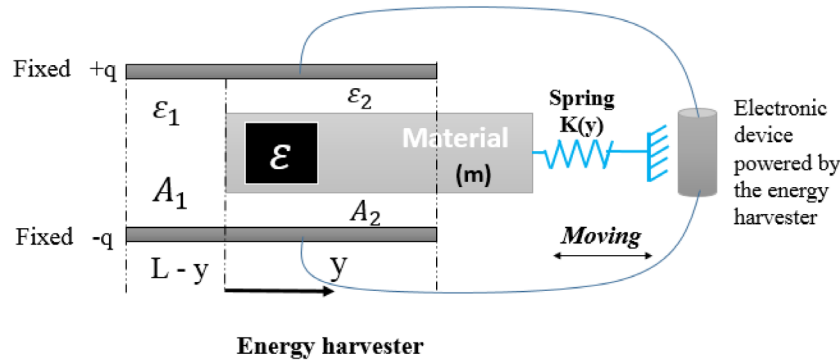 Fixed +q
ε₁
ε₂
ε
Material
(m)
A₁
A₂
Spring
K(y)
Electronic
device
powered by
the energy
harvester
Fixed -q
L - y
y
Moving
Energy harvester